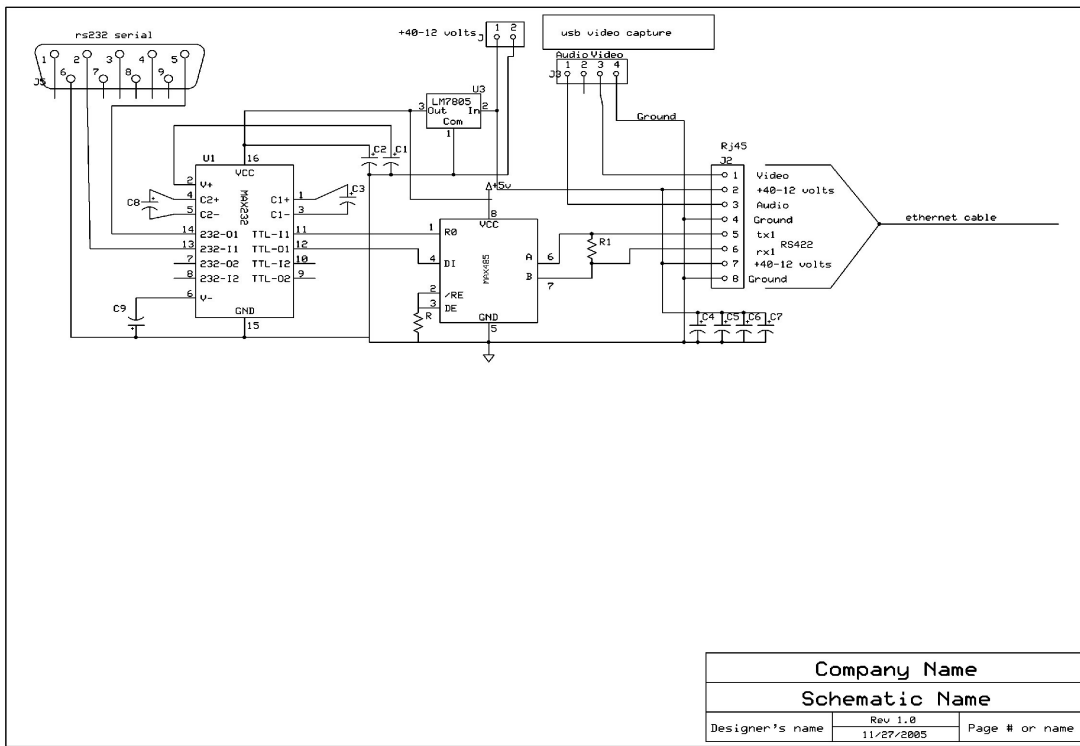 rs232 serial
1 2 3 4 5
6 7 8 9
J5
+40-12 volts
J
1 2
usb video capture
Audio Video
J3
1 2 3 4
Ground
U3
LM7805
3 Out In 2
Com
1
C2 C1
+5v
U1
16
VCC
MAX232
2 V+
4 C2+
5 C2-
C8
C1+ 1
C1- 3
C3
14 232-O1 TTL-I1 11
13 232-I1 TTL-O1 12
7 232-O2 TTL-I2 10
8 232-I2 TTL-O2 9
6 V-
C9
GND
15
8
VCC
MAX485
1 R0
4 DI
2 /RE
3 DE
R
A 6
B 7
GND
5
R1
Rj45
J2
1 Video
2 +40-12 volts
3 Audio
4 Ground
5 tx1
RS422
6 rx1
7 +40-12 volts
8 Ground
ethernet cable
C4 C5 C6 C7
Company Name
Schematic Name
Designer's name
Rev 1.0
11/27/2005
Page # or name